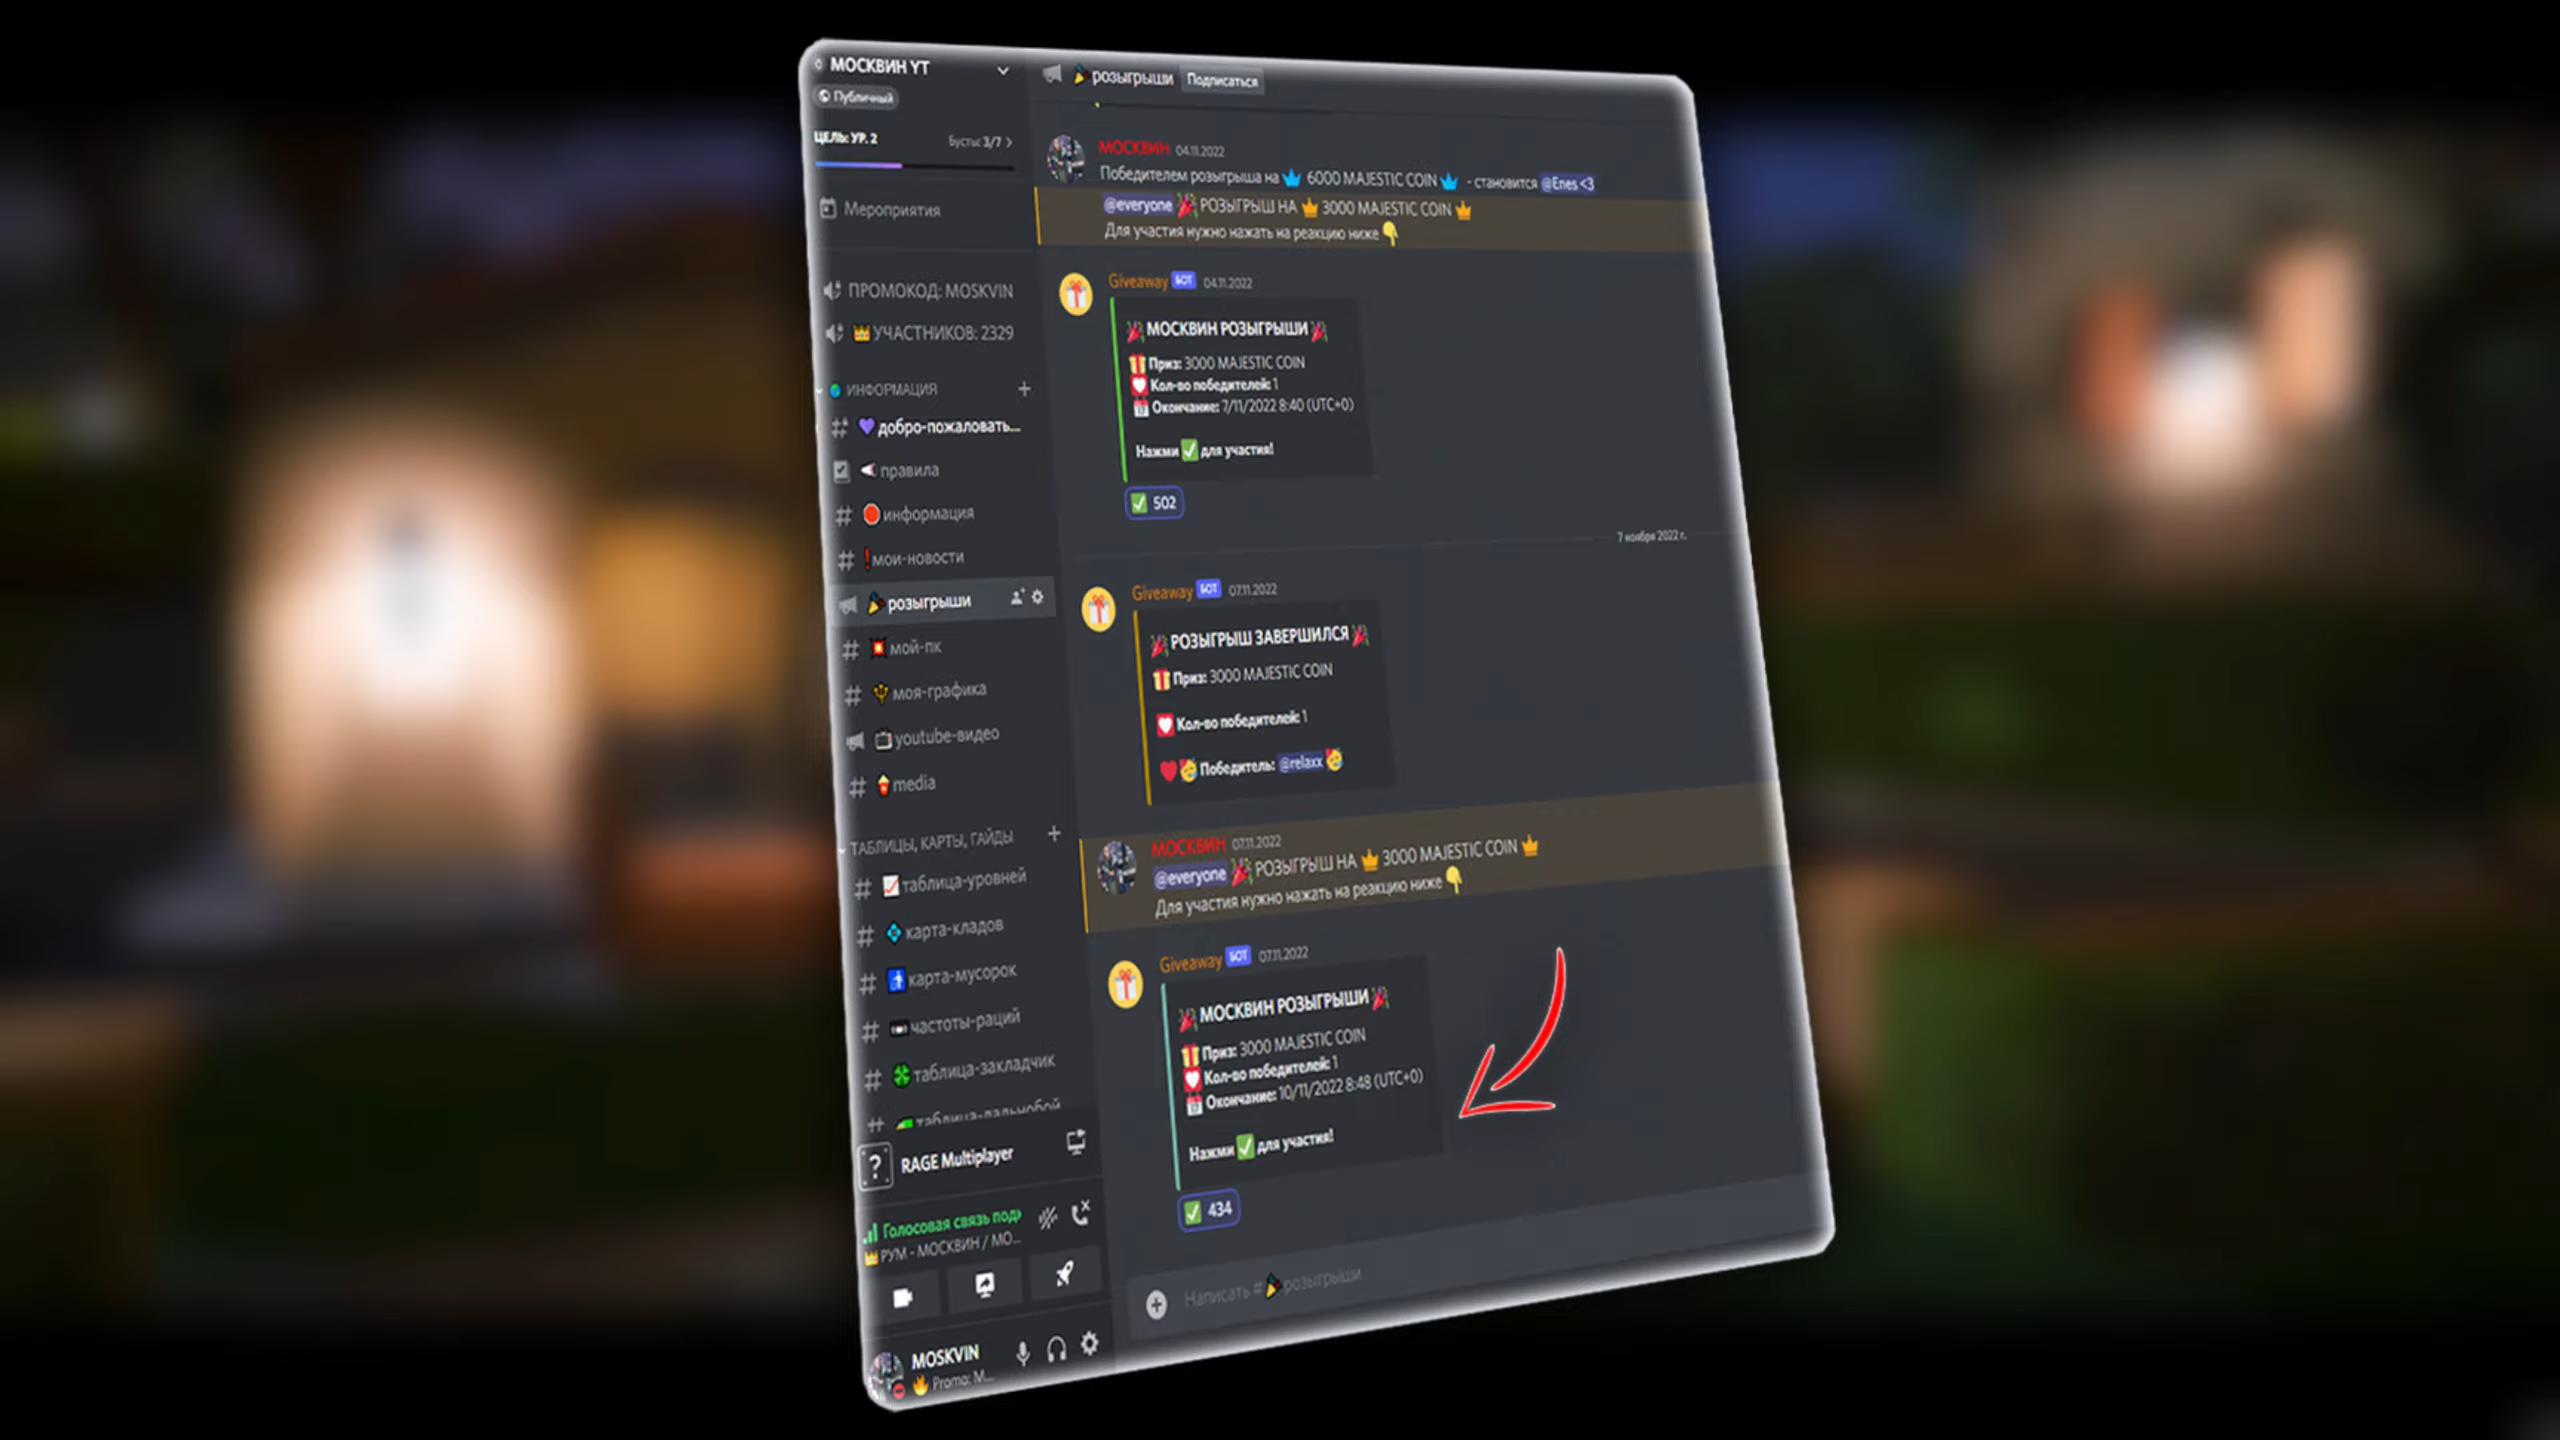 МОСКВИН YT
Публичный
ЦЕЛЬ: УР. 2
бусты: 3/7 >
Мероприятия
ПРОМОКОД: MOSKVIN
УЧАСТНИКОВ: 2329
ИНФОРМАЦИЯ
добро-пожаловать...
правила
информация
мои-новости
розыгрыши
мой-пк
моя-графика
youtube-видео
media
ТАБЛИЦЫ, КАРТЫ, ГАЙДЫ
таблица-уровней
карта-кладов
карта-мусорок
частоты-раций
таблица-закладчик
таблица-дальнобой
RAGE Multiplayer
Голосовая связь подк
РУМ - МОСКВИН / МО...
MOSKVIN
Promo: M...
розыгрыши Подписаться
МОСКВИН 04.11.2022
Победителем розыгрыша на 6000 MAJESTIC COIN - становится @Enes <3
@everyone РОЗЫГРЫШ НА 3000 MAJESTIC COIN
Для участия нужно нажать на реакцию ниже
Giveaway БОТ 04.11.2022
МОСКВИН РОЗЫГРЫШИ
Приз: 3000 MAJESTIC COIN
Кол-во победителей: 1
Окончание: 7/11/2022 8:40 (UTC+0)
Нажми ✅ для участия!
502
7 ноября 2022 г.
Giveaway БОТ 07.11.2022
РОЗЫГРЫШ ЗАВЕРШИЛСЯ
Приз: 3000 MAJESTIC COIN
Кол-во победителей: 1
Победитель: @relaxx
МОСКВИН 07.11.2022
@everyone РОЗЫГРЫШ НА 3000 MAJESTIC COIN
Для участия нужно нажать на реакцию ниже
Giveaway БОТ 07.11.2022
МОСКВИН РОЗЫГРЫШИ
Приз: 3000 MAJESTIC COIN
Кол-во победителей: 1
Окончание: 10/11/2022 8:48 (UTC+0)
Нажми ✅ для участия!
434
Написать # розыгрыши